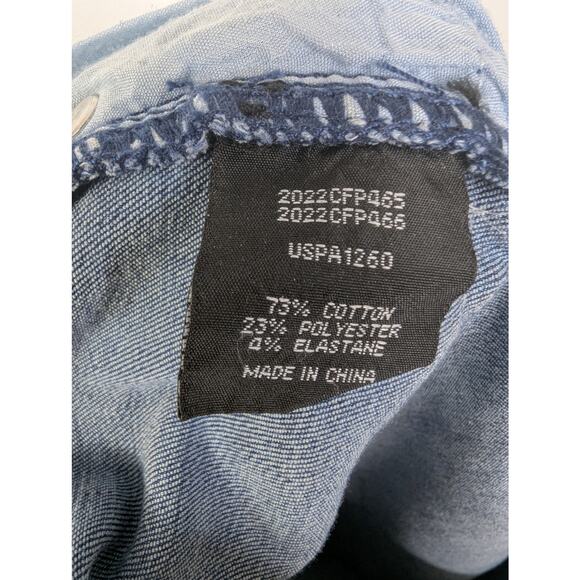 2022CFP465
2022CFP466
USPA1260
73% COTTON
23% POLYESTER
4% ELASTANE
MADE IN CHINA